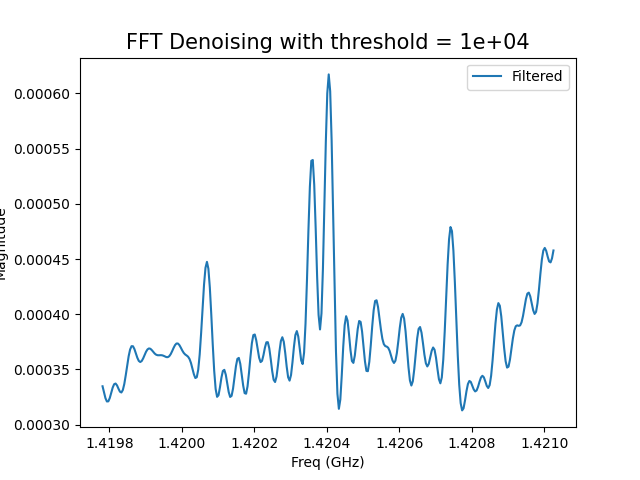 FFT Denoising with threshold = 1e+04
Filtered
Magnitude
0.00060
0.00055
0.00050
0.00045
0.00040
0.00035
0.00030
1.4198 1.4200 1.4202 1.4204 1.4206 1.4208 1.4210
Freq (GHz)